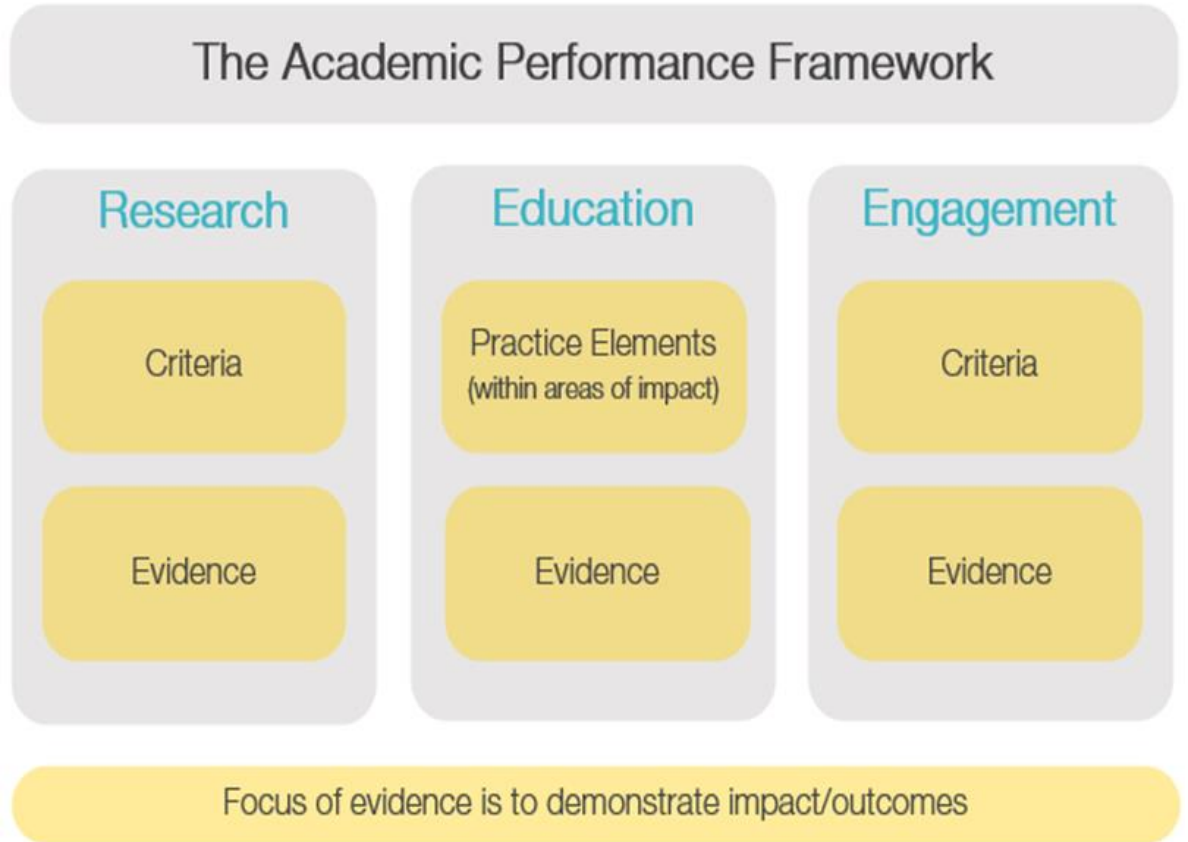 The Academic Performance Framework
Research
Criteria
Evidence
Education
Practice Elements
(within areas of impact)
Evidence
Engagement
Criteria
Evidence
Focus of evidence is to demonstrate impact/outcomes